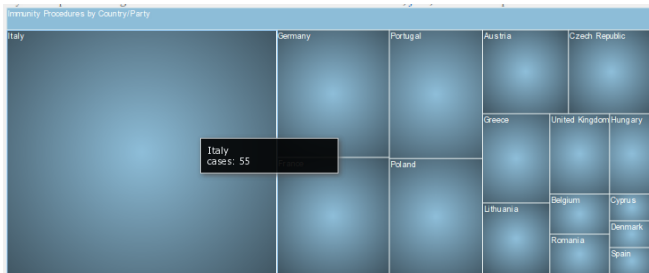 Immunity Procedures by Country/Party
Italy
Germany
Portugal
Austria
Czech Republic
Greece
United Kingdom
Hungary
Italy
cases: 55
France
Poland
Belgium
Cyprus
Lithuania
Denmark
Romania
Spain